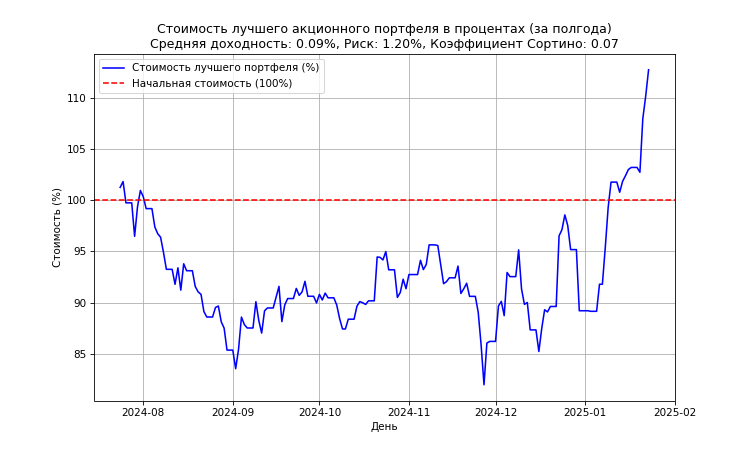 Стоимость лучшего акционного портфеля в процентах (за полгода)
Средняя доходность: 0.09%, Риск: 1.20%, Коэффициент Сортино: 0.07
Стоимость лучшего портфеля (%)
Начальная стоимость (100%)
Стоимость (%)
110
105
100
95
90
85
2024-08
2024-09
2024-10
2024-11
2024-12
2025-01
2025-02
День